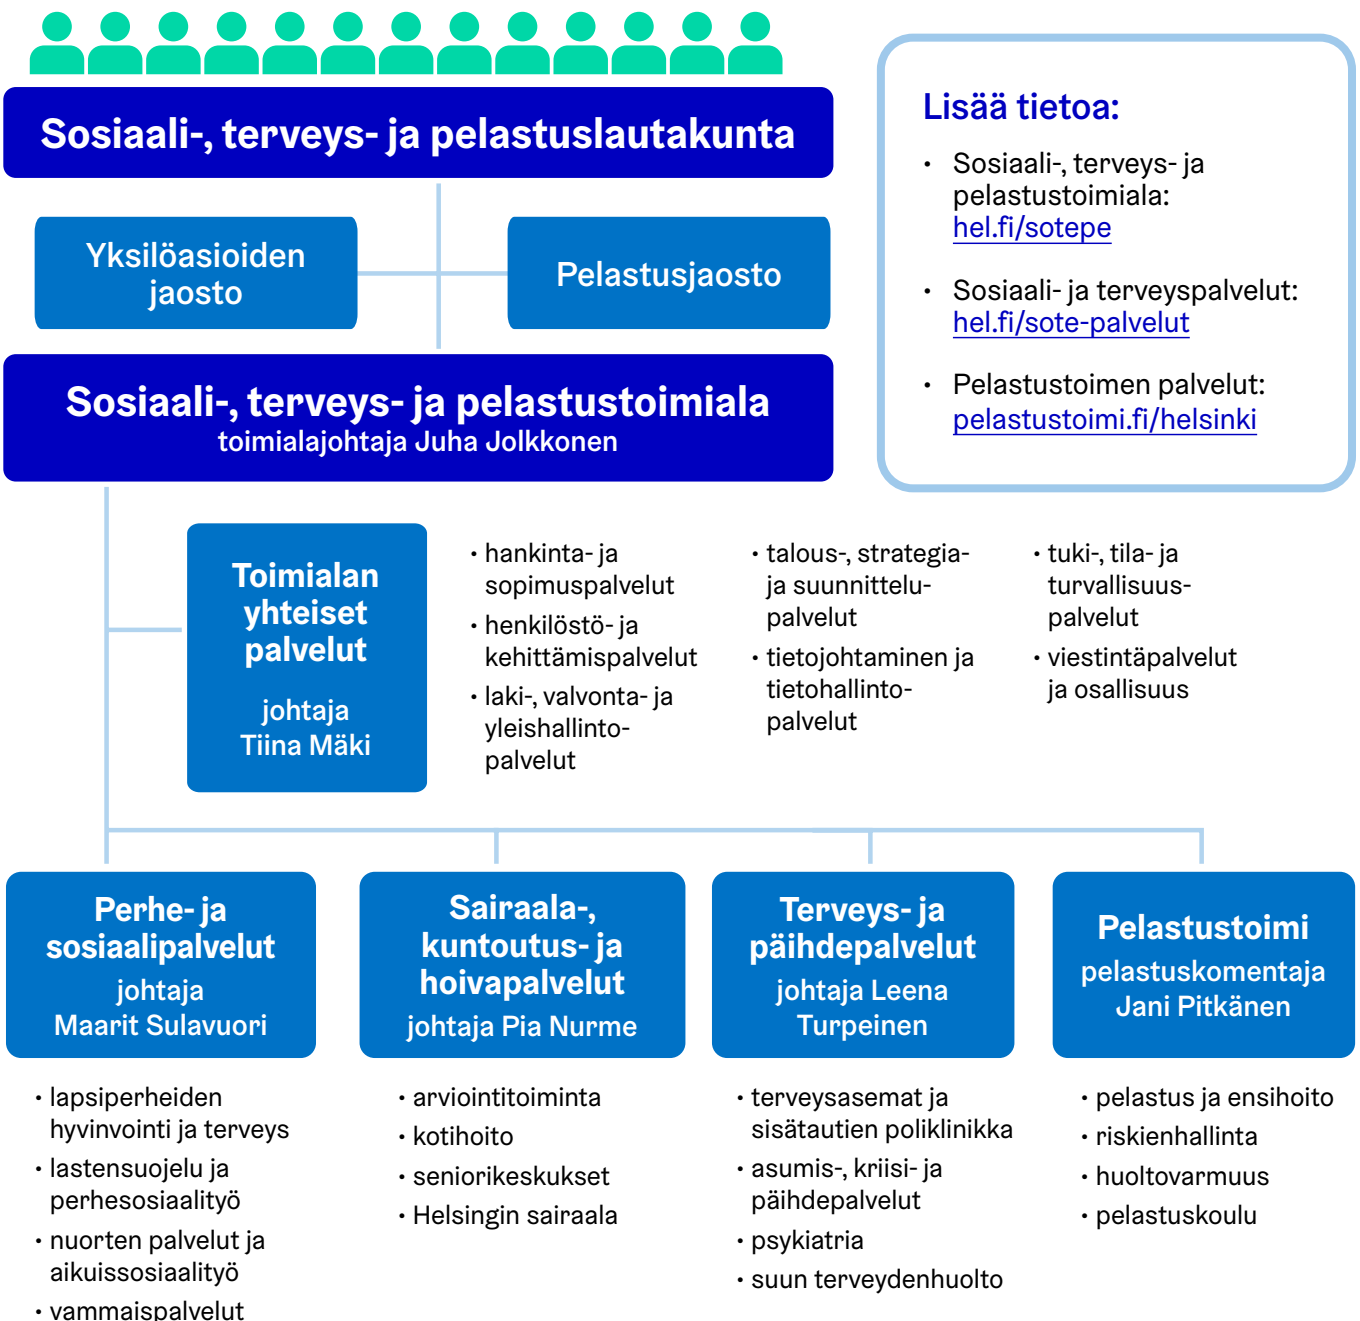 Sosiaali-, terveys- ja pelastuslautakunta
Yksilöasioiden
jaosto
Pelastusjaosto
Sosiaali-, terveys- ja pelastustoimiala
toimialajohtaja Juha Jolkkonen
Lisää tietoa:
• Sosiaali-, terveys- ja
pelastustoimiala:
hel.fi/sotepe
• Sosiaali- ja terveyspalvelut:
hel.fi/sote-palvelut
• Pelastustoimen palvelut:
pelastustoimi.fi/helsinki
Toimialan
yhteiset
palvelut
johtaja
Tiina Mäki
• hankinta- ja
sopimuspalvelut
• henkilöstö- ja
kehittämispalvelut
• laki-, valvonta- ja
yleishallinto-
palvelut
• talous-, strategia-
ja suunnittelu-
palvelut
• tietojohtaminen ja
tietohallinto-
palvelut
• tuki-, tila- ja
turvallisuus-
palvelut
• viestintäpalvelut
ja osallisuus
Perhe- ja
sosiaalipalvelut
johtaja
Maarit Sulavuori
• lapsiperheiden
hyvinvointi ja terveys
• lastensuojelu ja
perhesosiaalityö
• nuorten palvelut ja
aikuissosiaalityö
• vammaispalvelut
Sairaala-,
kuntoutus- ja
hoivapalvelut
johtaja Pia Nurme
• arviointitoiminta
• kotihoito
• seniorikeskukset
• Helsingin sairaala
Terveys- ja
päihdepalvelut
johtaja Leena
Turpeinen
• terveysasemat ja
sisätautien poliklinikka
• asumis-, kriisi- ja
päihdepalvelut
• psykiatria
• suun terveydenhuolto
Pelastustoimi
pelastuskomentaja
Jani Pitkänen
• pelastus ja ensihoito
• riskienhallinta
• huoltovarmuus
• pelastuskoulu